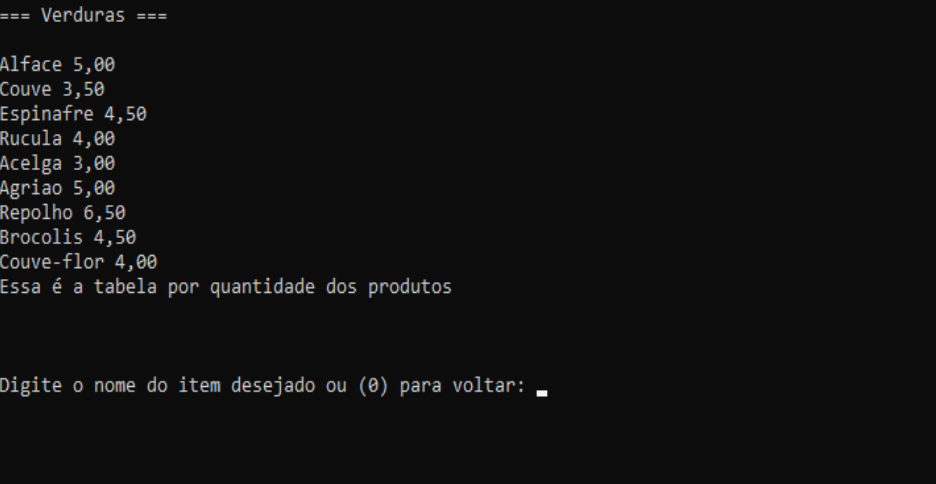 === Verduras ===
Alface 5,00
Couve 3,50
Espinafre 4,50
Rucula 4,00
Acelga 3,00
Agriao 5,00
Repolho 6,50
Brocolis 4,50
Couve-flor 4,00
Essa é a tabela por quantidade dos produtos
Digite o nome do item desejado ou (0) para voltar: